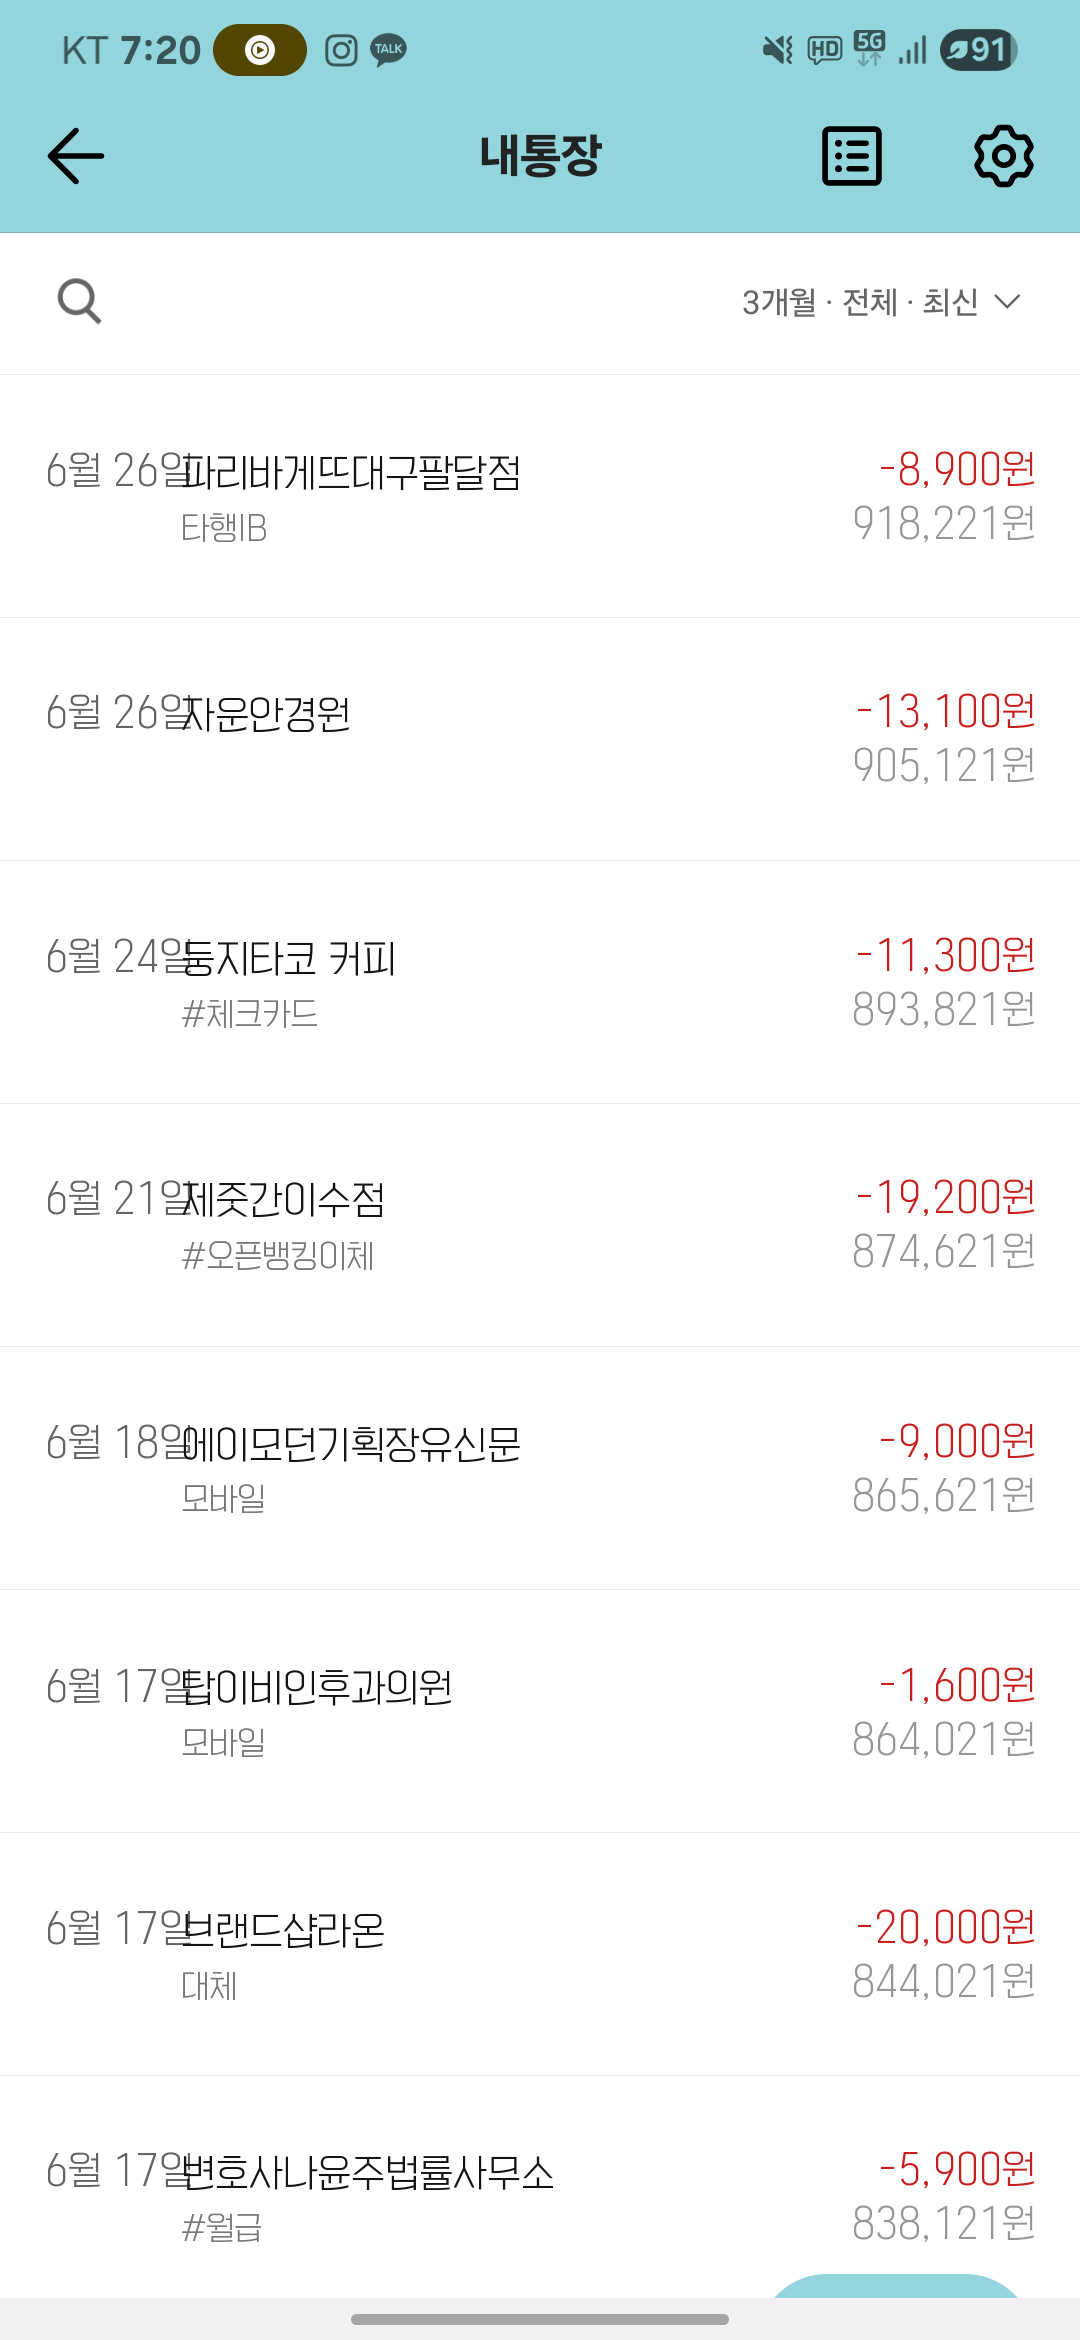 KT 7:20 TALK HD 5G 91
내통장
3개월 · 전체 · 최신
6월 26일 파리바게뜨대구팔달점 -8,900원
타행IB 918,221원
6월 26일 자운안경원 -13,100원
905,121원
6월 24일 둥지타코 커피 -11,300원
#체크카드 893,821원
6월 21일 제줏간이수점 -19,200원
#오픈뱅킹이체 874,621원
6월 18일 에이모던기획장유신문 -9,000원
모바일 865,621원
6월 17일 탑이비인후과의원 -1,600원
모바일 864,021원
6월 17일 브랜드샵라온 -20,000원
대체 844,021원
6월 17일 변호사나윤주법률사무소 -5,900원
#월급 838,121원